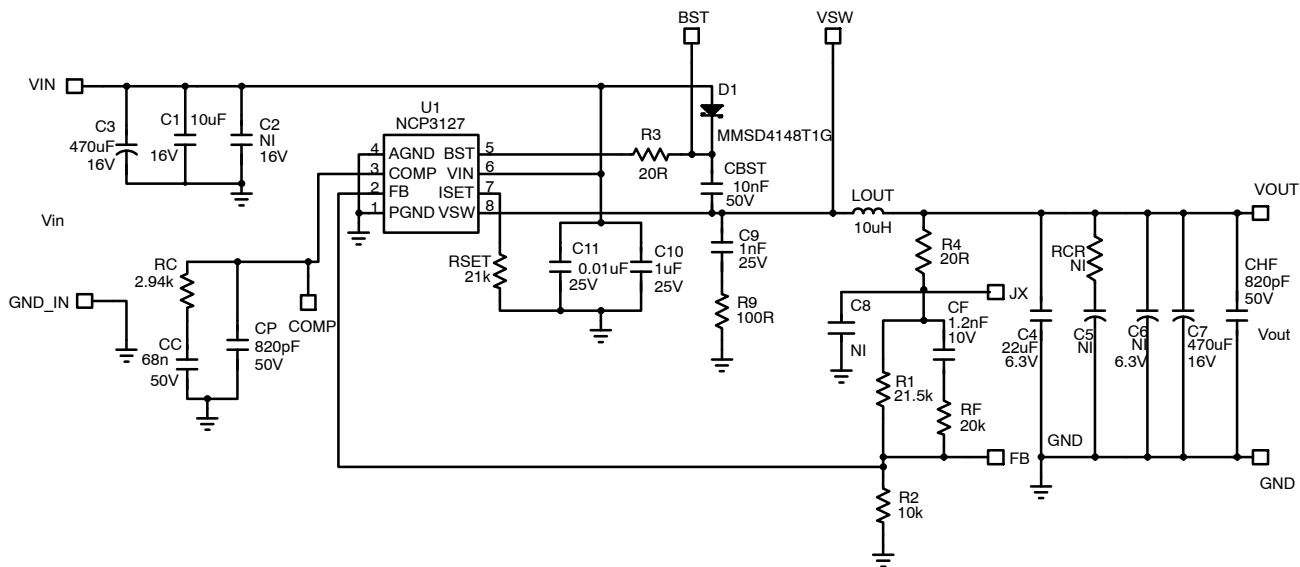 BST
VSW
VIN
C3
470uF
16V
C1
10uF
16V
C2
NI
16V
U1
NCP3127
4 AGND BST 5
3 COMP VIN 6
2 FB ISET 7
1 PGND VSW 8
R3
20R
D1
MMSD4148T1G
CBST
10nF
50V
LOUT
10uH
VOUT
Vin
GND_IN
RC
2.94k
CC
68n
50V
CP
820pF
50V
COMP
RSET
21k
C11
0.01uF
25V
C10
1uF
25V
C9
1nF
25V
R9
100R
R4
20R
JX
C8
NI
CF
1.2nF
10V
R1
21.5k
RF
20k
FB
R2
10k
C4
22uF
6.3V
RCR
NI
C5
NI
C6
NI
6.3V
C7
470uF
16V
CHF
820pF
50V
Vout
GND
GND